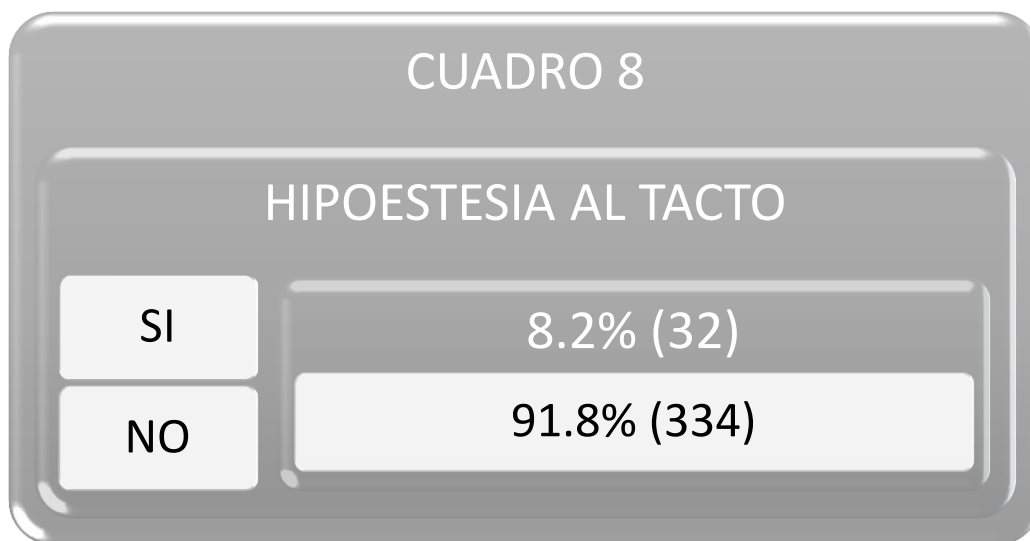 CUADRO 8
HIPOESTESIA AL TACTO
SI
8.2% (32)
NO
91.8% (334)